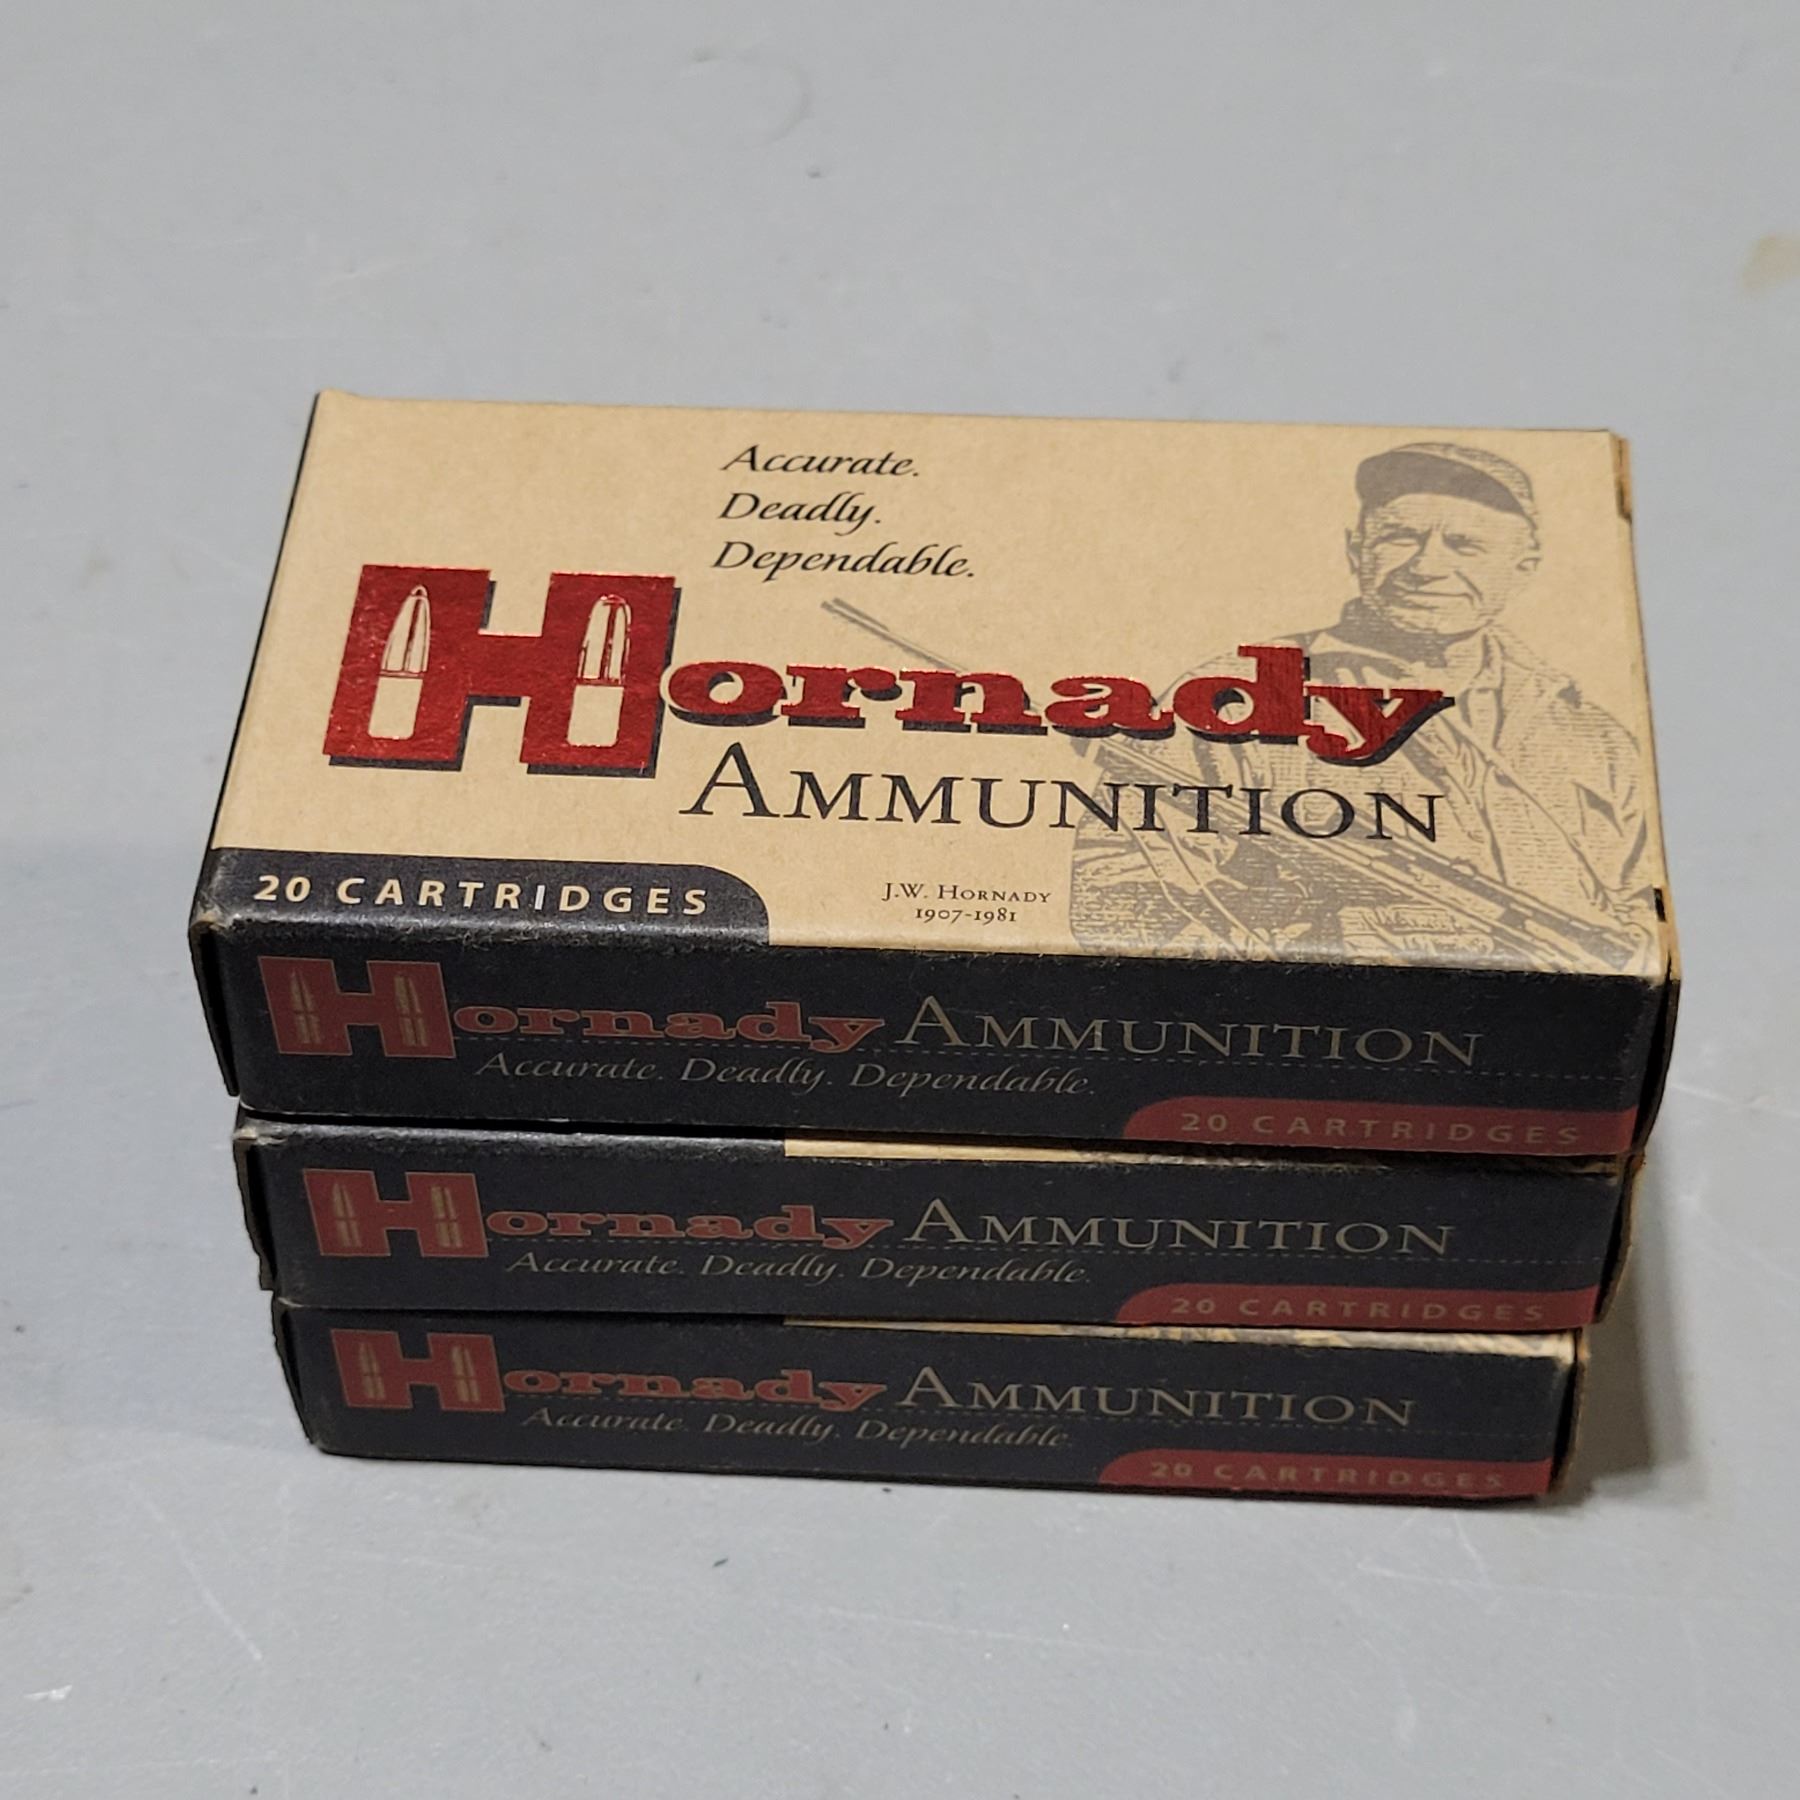 Accurate.
Deadly.
Dependable.
Hornady
AMMUNITION
20 CARTRIDGES
J.W. HORNADY
1907-1981
Hornady AMMUNITION
Accurate. Deadly. Dependable.
20 CARTRIDGES
Hornady AMMUNITION
Accurate. Deadly. Dependable.
20 CARTRIDGES
Hornady AMMUNITION
Accurate. Deadly. Dependable.
20 CARTRIDGES